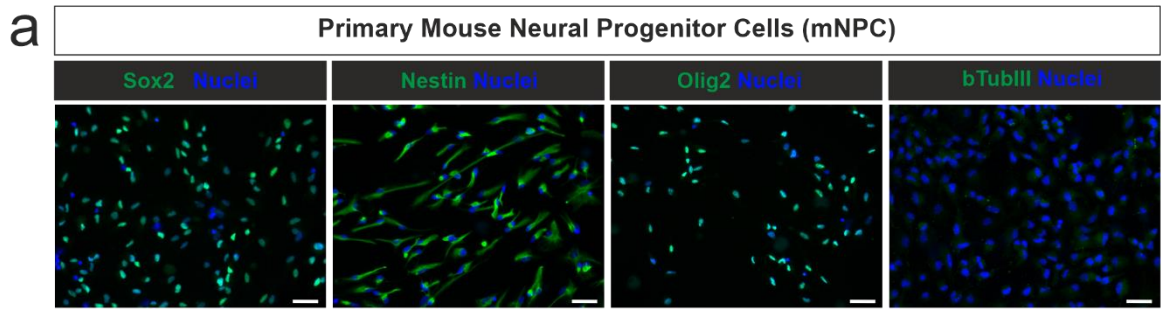 a
Primary Mouse Neural Progenitor Cells (mNPC)
Sox2 Nuclei
Nestin Nuclei
Olig2 Nuclei
bTubIII Nuclei